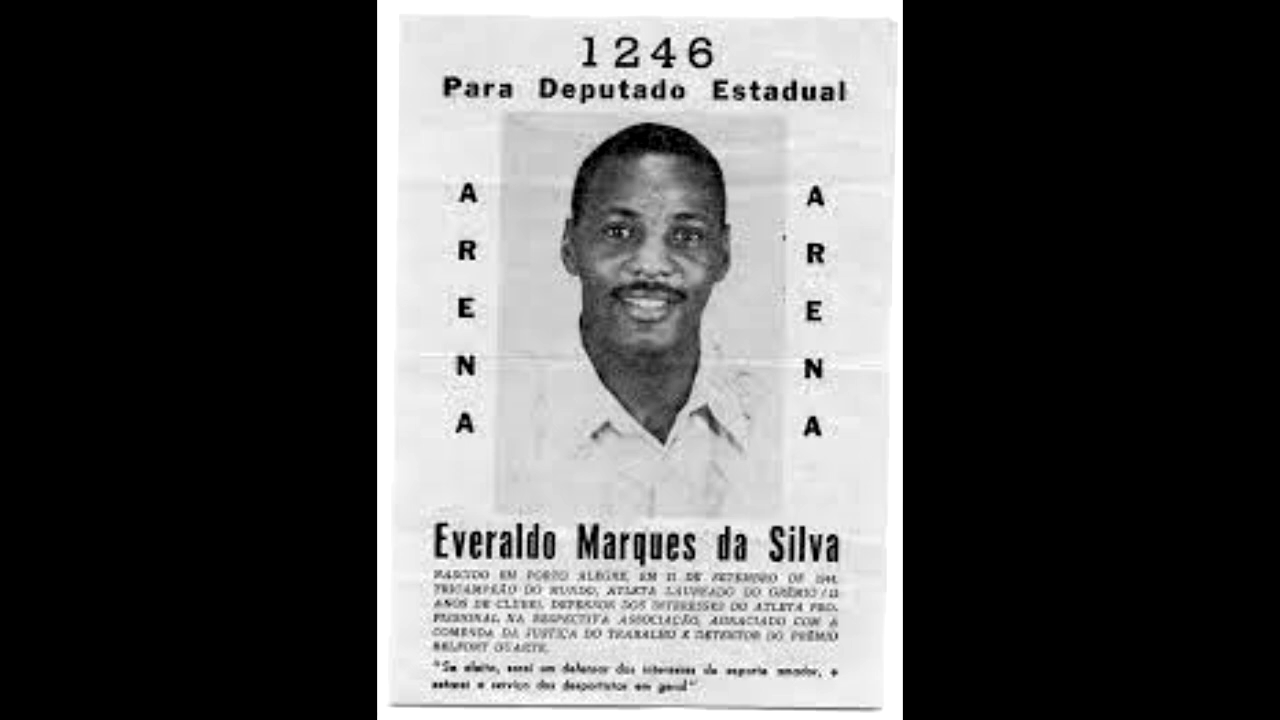 1246
Para Deputado Estadual
A
R
E
N
A
A
R
E
N
A
Everaldo Marques da Silva
NASCIDO EM PORTO ALEGRE, EM 11 DE SETEMBRO DE 1944,
TRICAMPEÃO DO MUNDO, ATLETA LAUREADO DO GRÊMIO
ANOS DE CLUBE), DEFENSOR DOS INTERESSES DO ATLETA PRO-
FISSIONAL NA RESPECTIVA ASSOCIAÇÃO, AGRACIADO COM A
COMENDA DA JUSTIÇA DO TRABALHO E DETENTOR DO PRÊMIO
BELFORT DUARTE.
"Se eleito, serei um defensor dos interesses do esporte amador, e
estarei a serviço dos desportistas em geral"